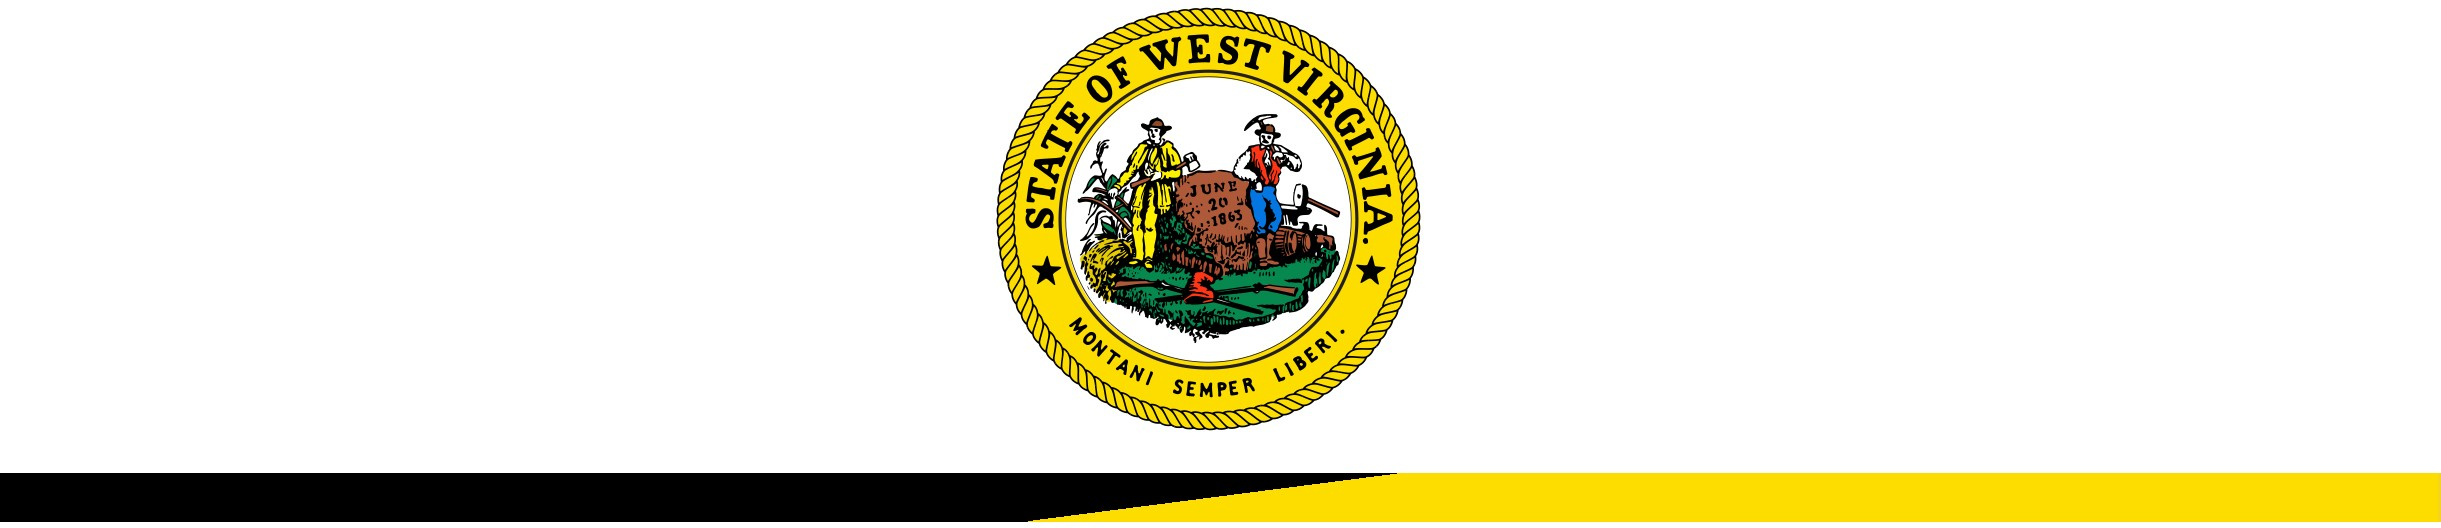 STATE OF WEST VIRGINIA.
JUNE
20
1863
MONTANI SEMPER LIBERI.